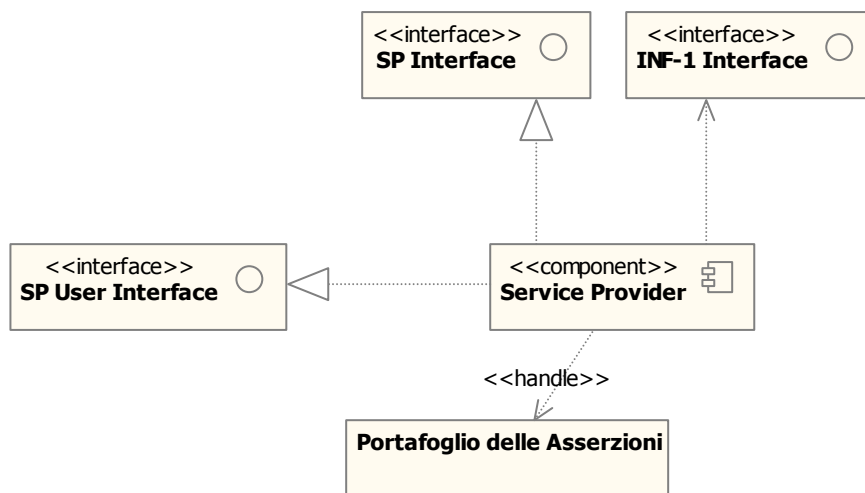 <<interface>>
SP Interface
<<interface>>
INF-1 Interface
<<interface>>
SP User Interface
<<component>>
Service Provider
<<handle>>
Portafoglio delle Asserzioni